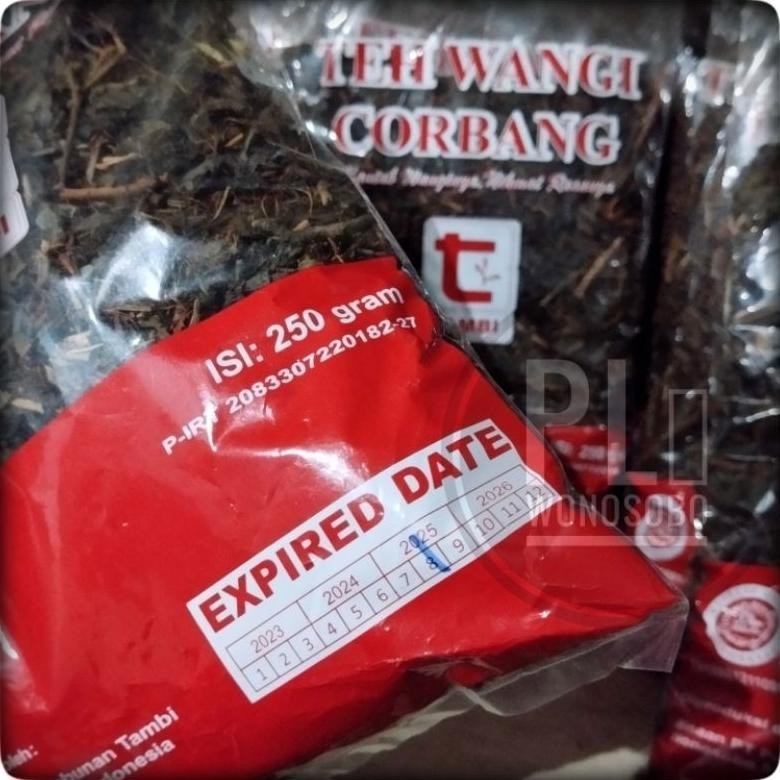 TEH WANGI
CORBANG
t
ISI: 250 gram
P-IRT 2083307220182-27
EXPIRED DATE
2023 2024 2025 2026
1 2 3 4 5 6 7 8 9 10 11 12
PLI
WONOSOBO
Tambi